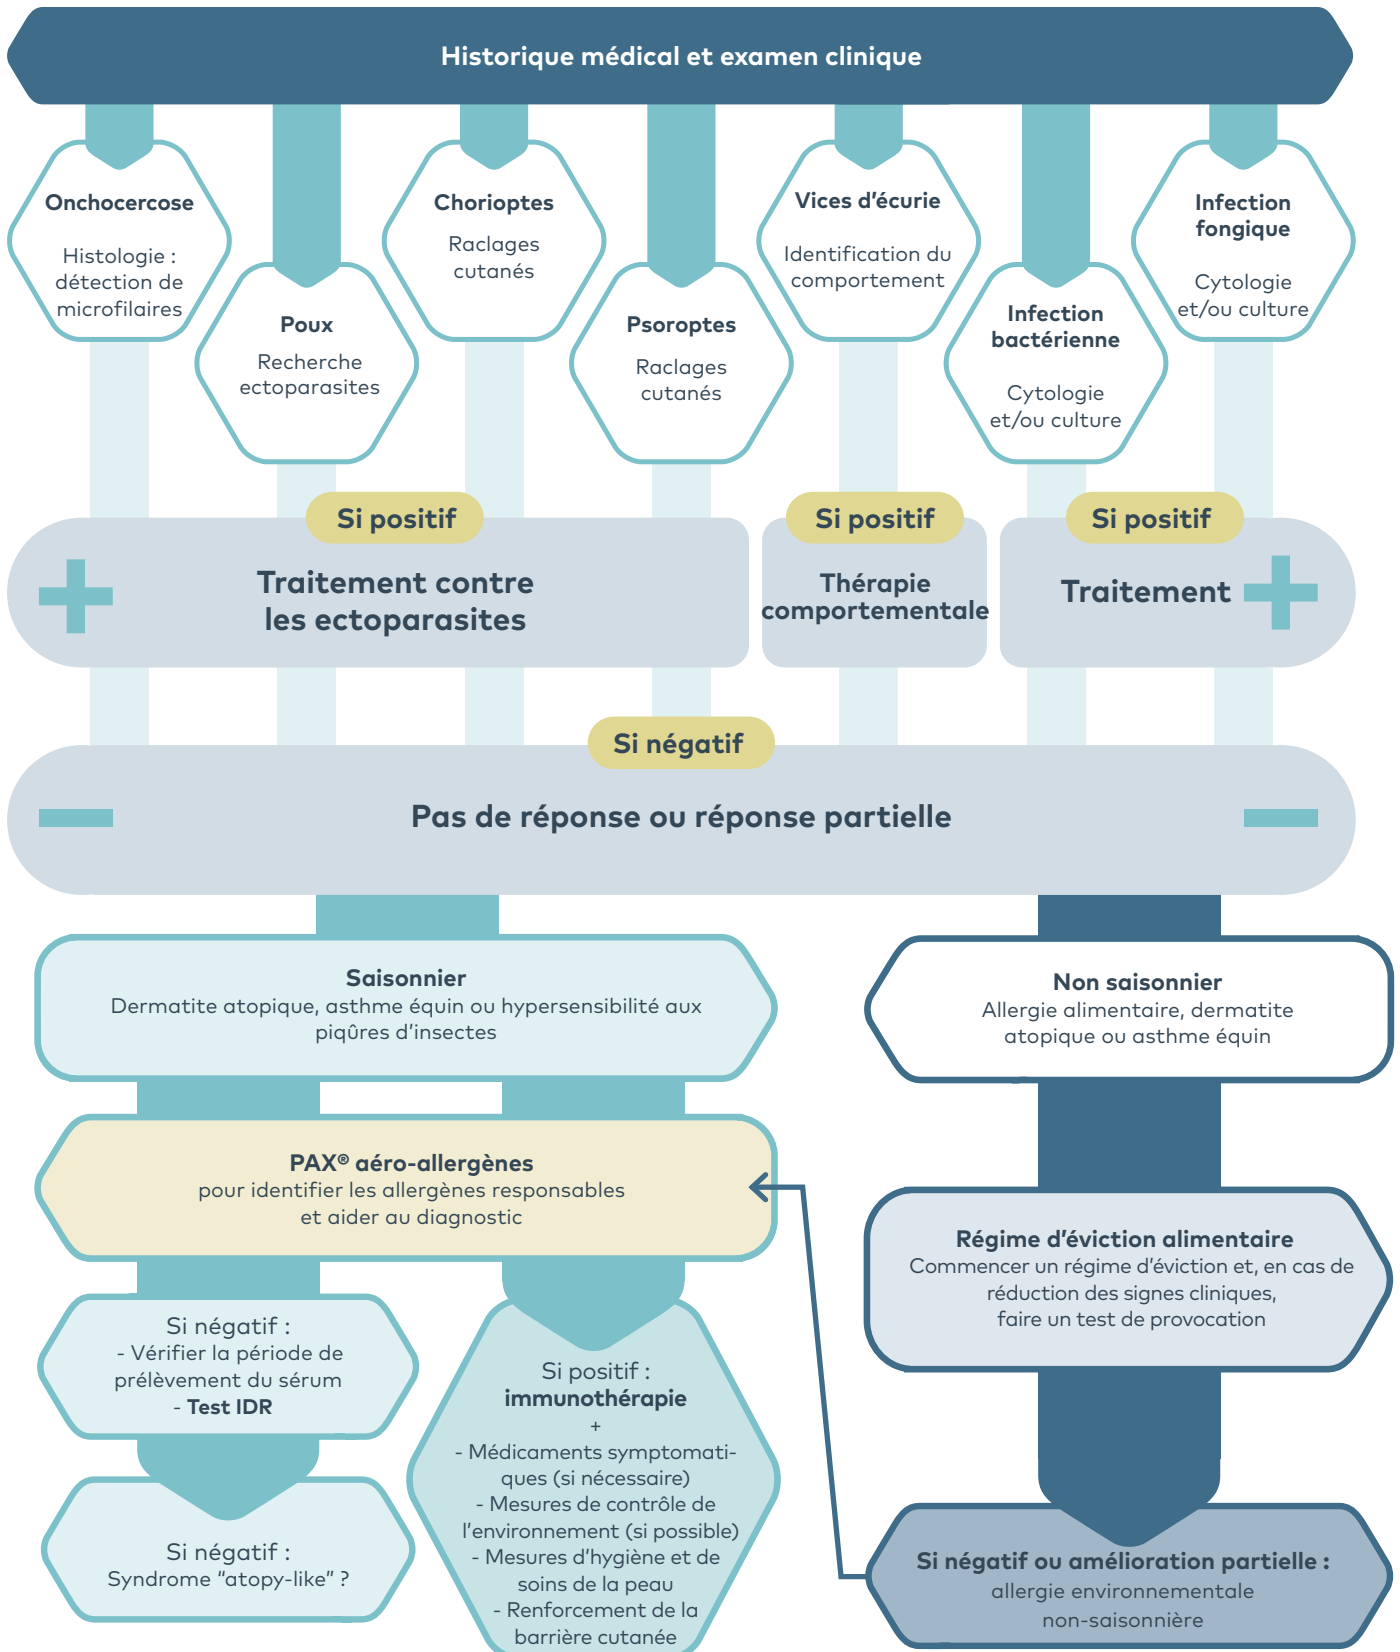 Historique médical et examen clinique
Onchocercose
Histologie :
détection de
microfilaires
Poux
Recherche
ectoparasites
Chorioptes
Raclages
cutanés
Psoroptes
Raclages
cutanés
Vices d'écurie
Identification du
comportement
Infection
bactérienne
Cytologie
et/ou culture
Infection
fongique
Cytologie
et/ou culture
Si positif
Traitement contre
les ectoparasites
Si positif
Thérapie
comportementale
Si positif
Traitement
Si négatif
Pas de réponse ou réponse partielle
Saisonnier
Dermatite atopique, asthme équin ou hypersensibilité aux
piqûres d'insectes
PAX® aéro-allergènes
pour identifier les allergènes responsables
et aider au diagnostic
Si négatif :
- Vérifier la période de
prélèvement du sérum
- Test IDR
Si négatif :
Syndrome "atopy-like" ?
Si positif :
immunothérapie
+
- Médicaments symptomati-
ques (si nécessaire)
- Mesures de contrôle de
l'environnement (si possible)
- Mesures d'hygiène et de
soins de la peau
- Renforcement de la
barrière cutanée
Non saisonnier
Allergie alimentaire, dermatite
atopique ou asthme équin
Régime d'éviction alimentaire
Commencer un régime d'éviction et, en cas de
réduction des signes cliniques,
faire un test de provocation
Si négatif ou amélioration partielle :
allergie environnementale
non-saisonnière